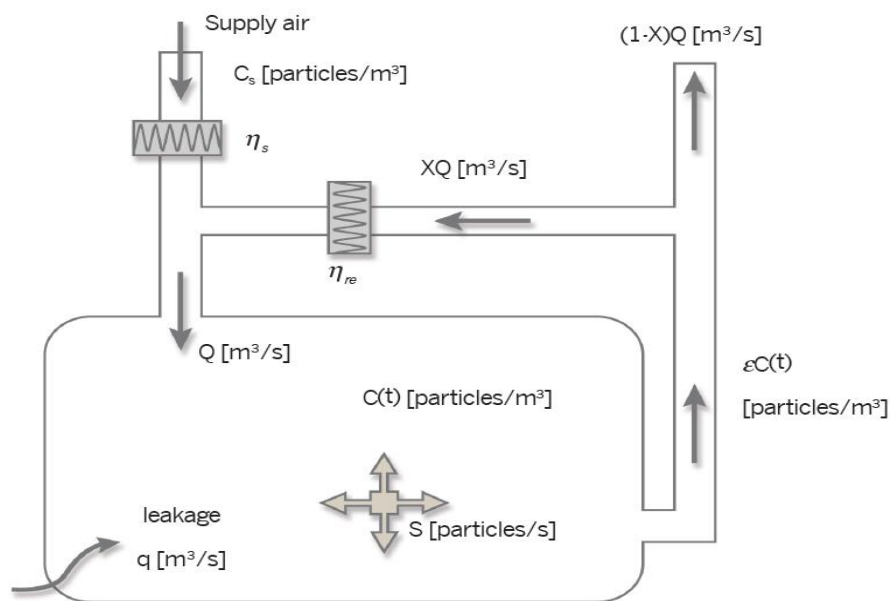 Supply air
(1-X)Q [m³/s]
Cₛ [particles/m³]
ηₛ
XQ [m³/s]
ηᵣₑ
Q [m³/s]
εC(t)
C(t) [particles/m³]
[particles/m³]
leakage
S [particles/s]
q [m³/s]